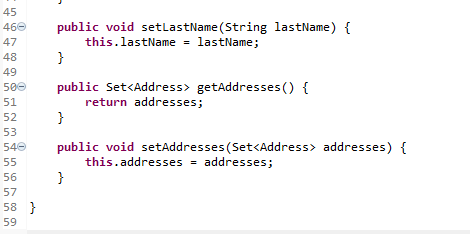 45
46 public void setLastName(String lastName) {
47 this.lastName = lastName;
48 }
49
50 public Set<Address> getAddresses() {
51 return addresses;
52 }
53
54 public void setAddresses(Set<Address> addresses) {
55 this.addresses = addresses;
56 }
57
58 }
59